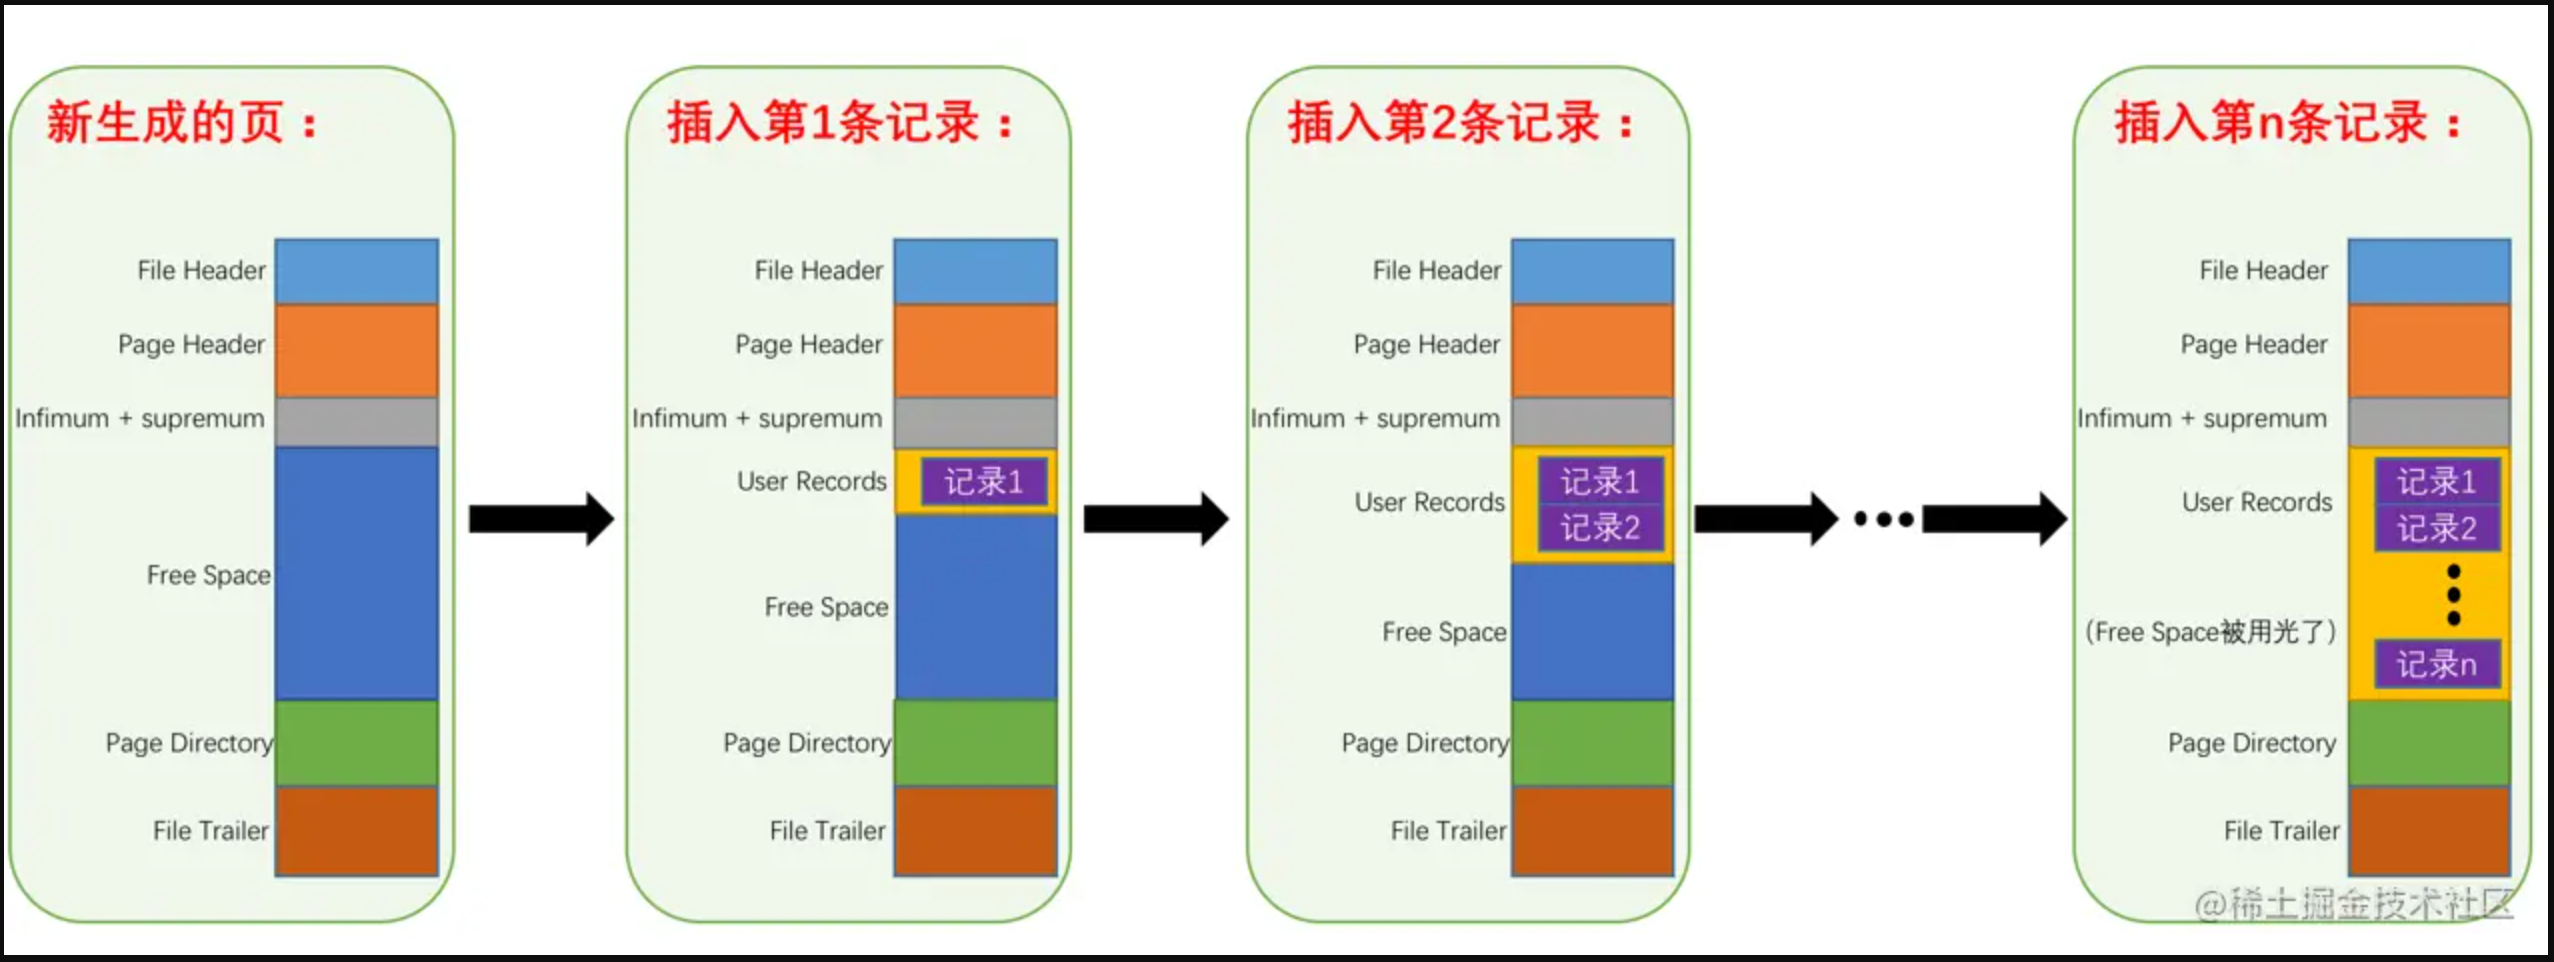 新生成的页：
File Header
Page Header
Infimum + supremum
Free Space
Page Directory
File Trailer
插入第1条记录：
File Header
Page Header
Infimum + supremum
User Records
记录1
Free Space
Page Directory
File Trailer
插入第2条记录：
File Header
Page Header
Infimum + supremum
User Records
记录1
记录2
Free Space
Page Directory
File Trailer
插入第n条记录：
File Header
Page Header
Infimum + supremum
User Records
记录1
记录2
(Free Space被用光了)
记录n
Page Directory
File Trailer
@稀土掘金技术社区